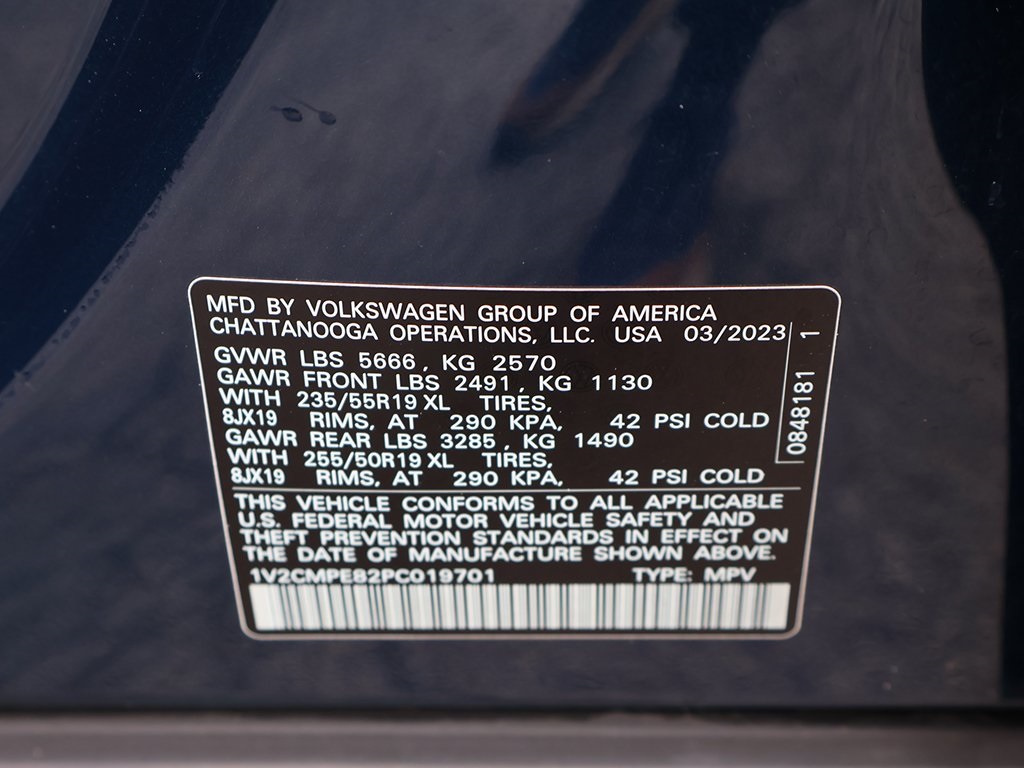 MFD BY VOLKSWAGEN GROUP OF AMERICA
CHATTANOOGA OPERATIONS, LLC. USA 03/2023
GVWR LBS 5666, KG 2570
GAWR FRONT LBS 2491, KG 1130
WITH 235/55R19 XL TIRES,
8JX19 RIMS, AT 290 KPA, 42 PSI COLD
GAWR REAR LBS 3285, KG 1490
WITH 255/50R19 XL TIRES,
8JX19 RIMS, AT 290 KPA, 42 PSI COLD
THIS VEHICLE CONFORMS TO ALL APPLICABLE
U.S. FEDERAL MOTOR VEHICLE SAFETY AND
THEFT PREVENTION STANDARDS IN EFFECT ON
THE DATE OF MANUFACTURE SHOWN ABOVE.
1V2CMPE82PC019701 TYPE: MPV
0848181 1